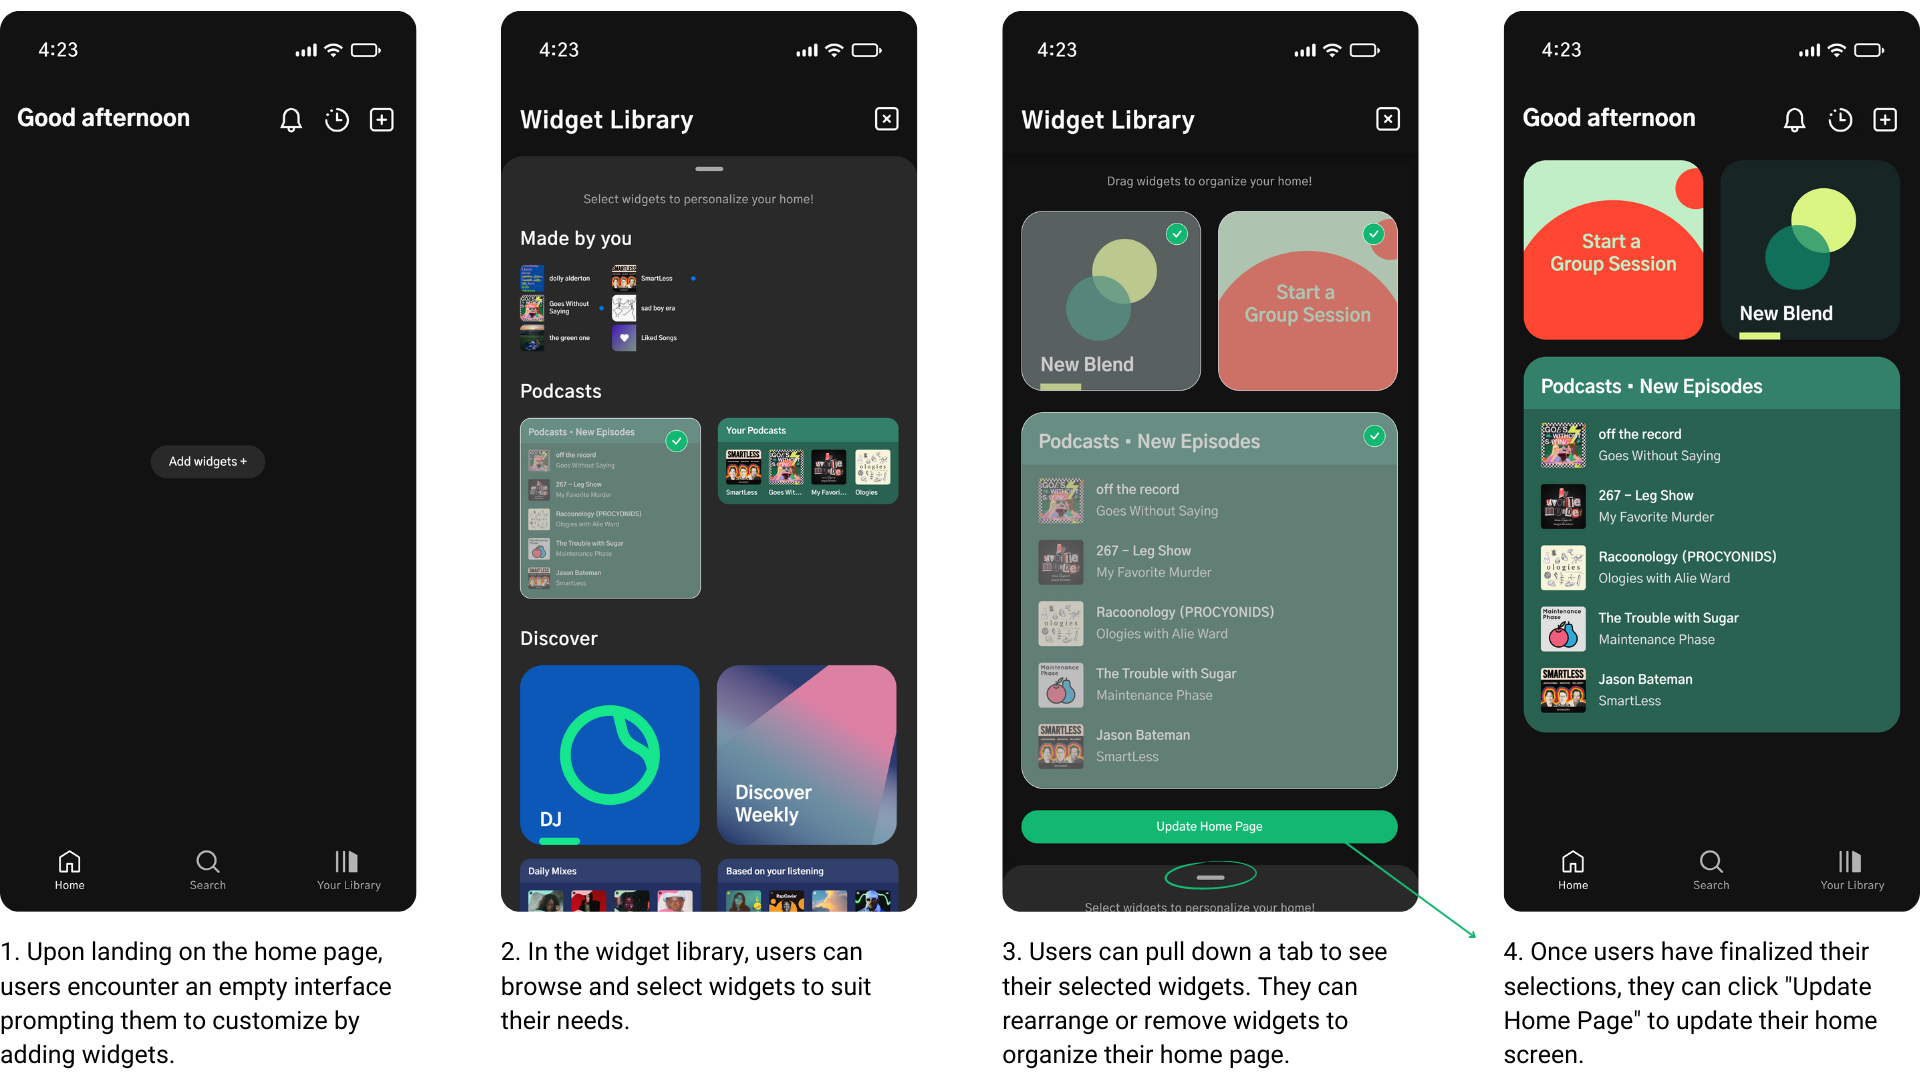 4:23
Good afternoon
Add widgets +
Home
Search
Your Library
1. Upon landing on the home page,
users encounter an empty interface
prompting them to customize by
adding widgets.
4:23
Widget Library
Select widgets to personalize your home!
Made by you
dolly alderton
SMARTLESS
SmartLess
Goes Without
Saying
sad boy era
the green one
Liked Songs
Podcasts
Podcasts • New Episodes
off the record
Goes Without Saying
267 – Leg Show
My Favorite Murder
Racoonology (PROCYONIDS)
Ologies with Alie Ward
The Trouble with Sugar
Maintenance Phase
SMARTLESS
Jason Bateman
SmartLess
Your Podcasts
SMARTLESS
ologies
SmartLess
Goes Wit...
My Favori...
Ologies
Discover
DJ
Discover
Weekly
Daily Mixes
Based on your listening
RapCaviar
2. In the widget library, users can
browse and select widgets to suit
their needs.
4:23
Widget Library
Drag widgets to organize your home!
New Blend
Start a
Group Session
Podcasts • New Episodes
off the record
Goes Without Saying
267 – Leg Show
My Favorite Murder
ologies
Racoonology (PROCYONIDS)
Ologies with Alie Ward
Maintenance
Phase
The Trouble with Sugar
Maintenance Phase
SMARTLESS
Jason Bateman
SmartLess
Update Home Page
Select widgets to personalize your home!
3. Users can pull down a tab to see
their selected widgets. They can
rearrange or remove widgets to
organize their home page.
4:23
Good afternoon
Start a
Group Session
New Blend
Podcasts • New Episodes
off the record
Goes Without Saying
267 – Leg Show
My Favorite Murder
ologies
Racoonology (PROCYONIDS)
Ologies with Alie Ward
Maintenance
Phase
The Trouble with Sugar
Maintenance Phase
SMARTLESS
Jason Bateman
SmartLess
Home
Search
Your Library
4. Once users have finalized their
selections, they can click "Update
Home Page" to update their home
screen.